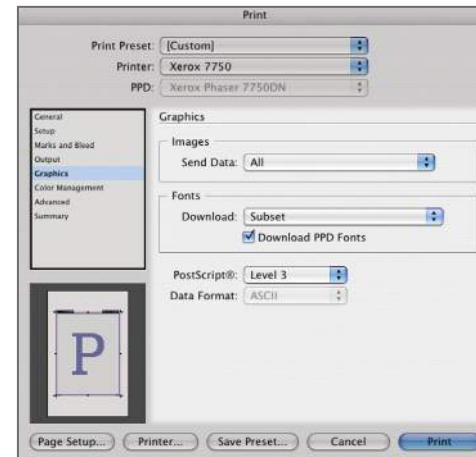 Print
Print Preset: [Custom]
Printer: Xerox 7750
PPD: Xerox Phaser 7750DN
General
Setup
Marks and Bleed
Output
Graphics
Color Management
Advanced
Summary
Graphics
Images
Send Data: All
Fonts
Download: Subset
Download PPD Fonts
PostScript®: Level 3
Data Format: ASCII
P
Page Setup... Printer... Save Preset... Cancel Print